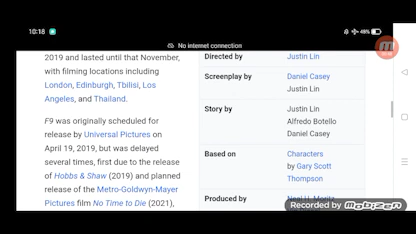 10:18
48%
No internet connection
2019 and lasted until that November,
with filming locations including
London, Edinburgh, Tbilisi, Los
Angeles, and Thailand.
F9 was originally scheduled for
release by Universal Pictures on
April 19, 2019, but was delayed
several times, first due to the release
of Hobbs & Shaw (2019) and planned
release of the Metro-Goldwyn-Mayer
Pictures film No Time to Die (2021),
Directed by Justin Lin
Screenplay by Daniel Casey
Justin Lin
Story by Justin Lin
Alfredo Botello
Daniel Casey
Based on Characters
by Gary Scott
Thompson
Produced by Neal H. Moritz
Recorded by Mobizen